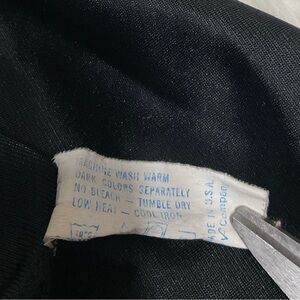 MACHINE WASH WARM
DARK COLORS SEPARATELY
NO BLEACH — TUMBLE DRY
LOW HEAT — COOL IRON
MADE IN U.S.A.